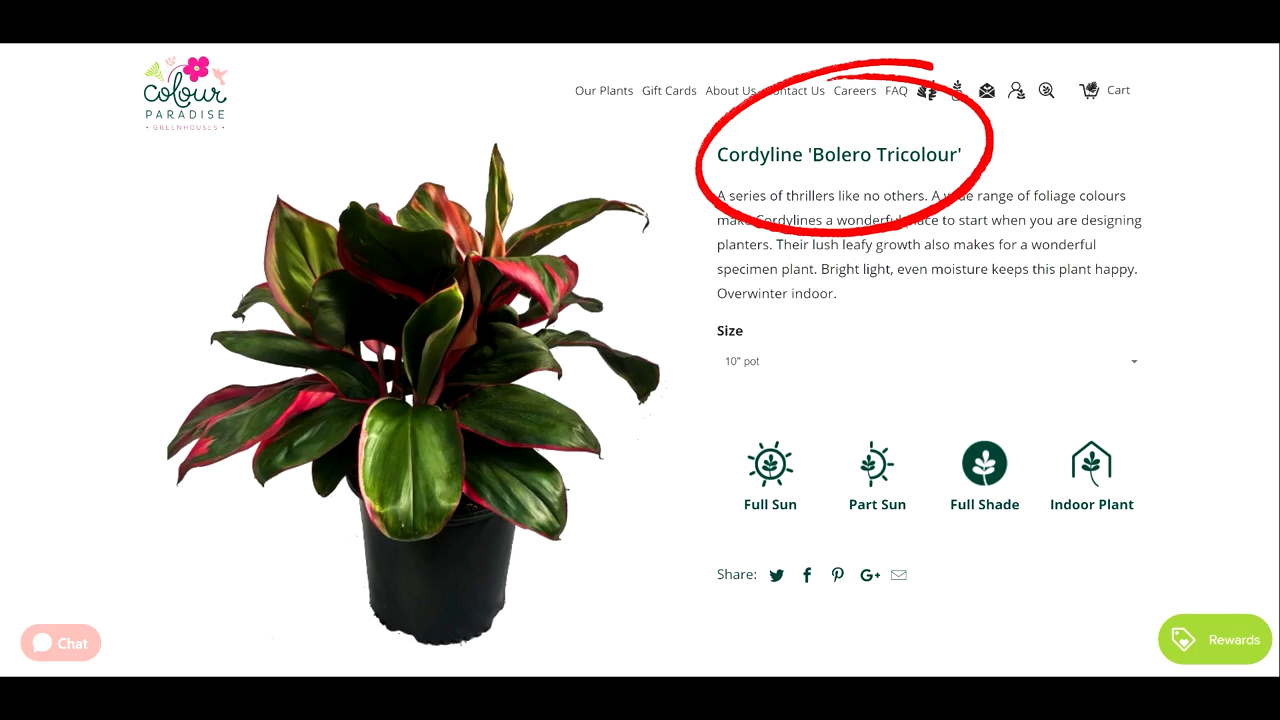 colour
PARADISE
• GREENHOUSES •
Our Plants Gift Cards About Us Contact Us Careers FAQ Cart
Cordyline 'Bolero Tricolour'
A series of thrillers like no others. A wide range of foliage colours
make Cordylines a wonderful place to start when you are designing
planters. Their lush leafy growth also makes for a wonderful
specimen plant. Bright light, even moisture keeps this plant happy.
Overwinter indoor.
Size
10" pot
Full Sun Part Sun Full Shade Indoor Plant
Share: G+
Chat
Rewards